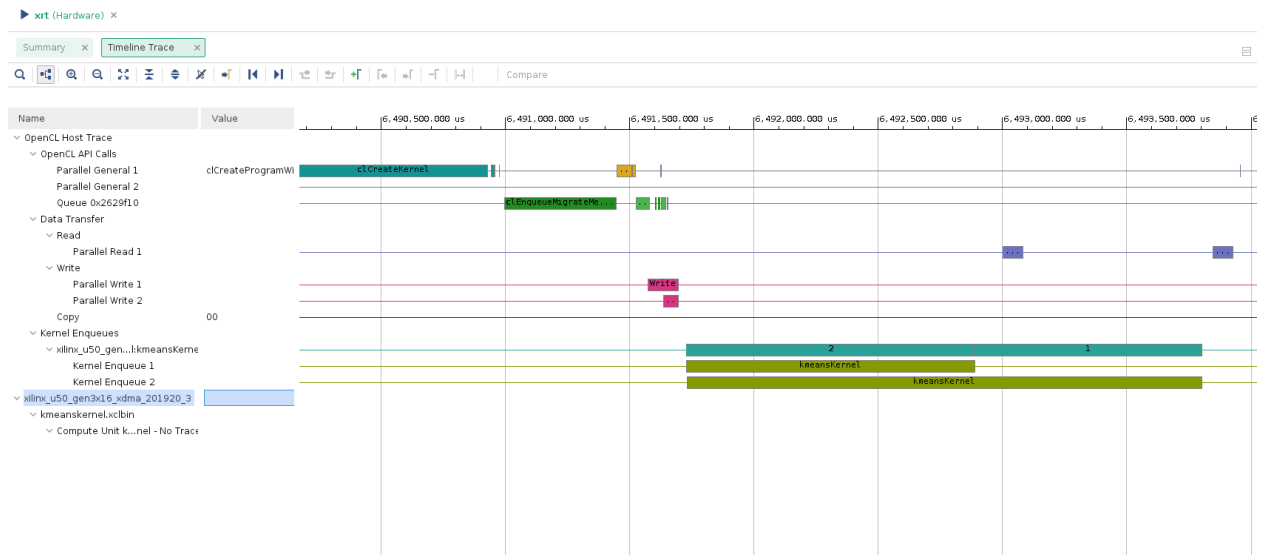 xrt (Hardware)
Summary
Timeline Trace
Compare
Name Value
6,490,500.000 us 6,491,000.000 us 6,491,500.000 us 6,492,000.000 us 6,492,500.000 us 6,493,000.000 us 6,493,500.000 us 6
OpenCL Host Trace
OpenCL API Calls
Parallel General 1 clCreateProgramWi clCreateKernel ..
Parallel General 2
Queue 0x2629f10 clEnqueueMigrateMe... ..
Data Transfer
Read
Parallel Read 1 ... ...
Write
Parallel Write 1 Write
Parallel Write 2 ..
Copy 00
Kernel Enqueues
xilinx_u50_gen...l:kmeansKerne 2 1
Kernel Enqueue 1 kmeansKernel
Kernel Enqueue 2 kmeansKernel
xilinx_u50_gen3x16_xdma_201920_3
kmeanskernel.xclbin
Compute Unit k...nel - No Trace